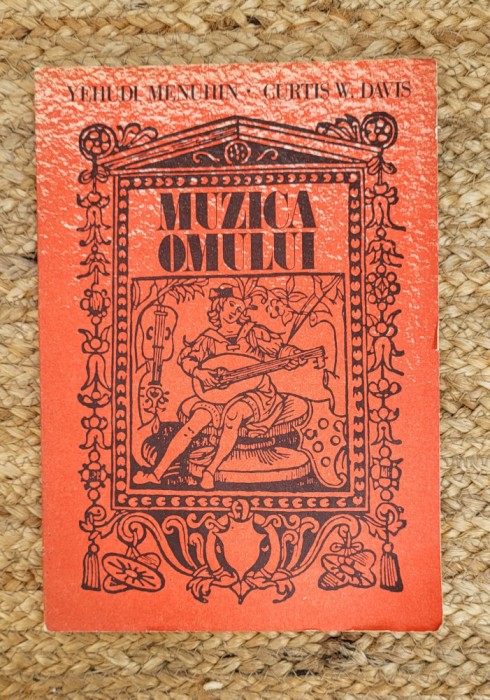 YEHUDI MENUHIN • CURTIS W. DAVIS
MUZICA
OMULUI